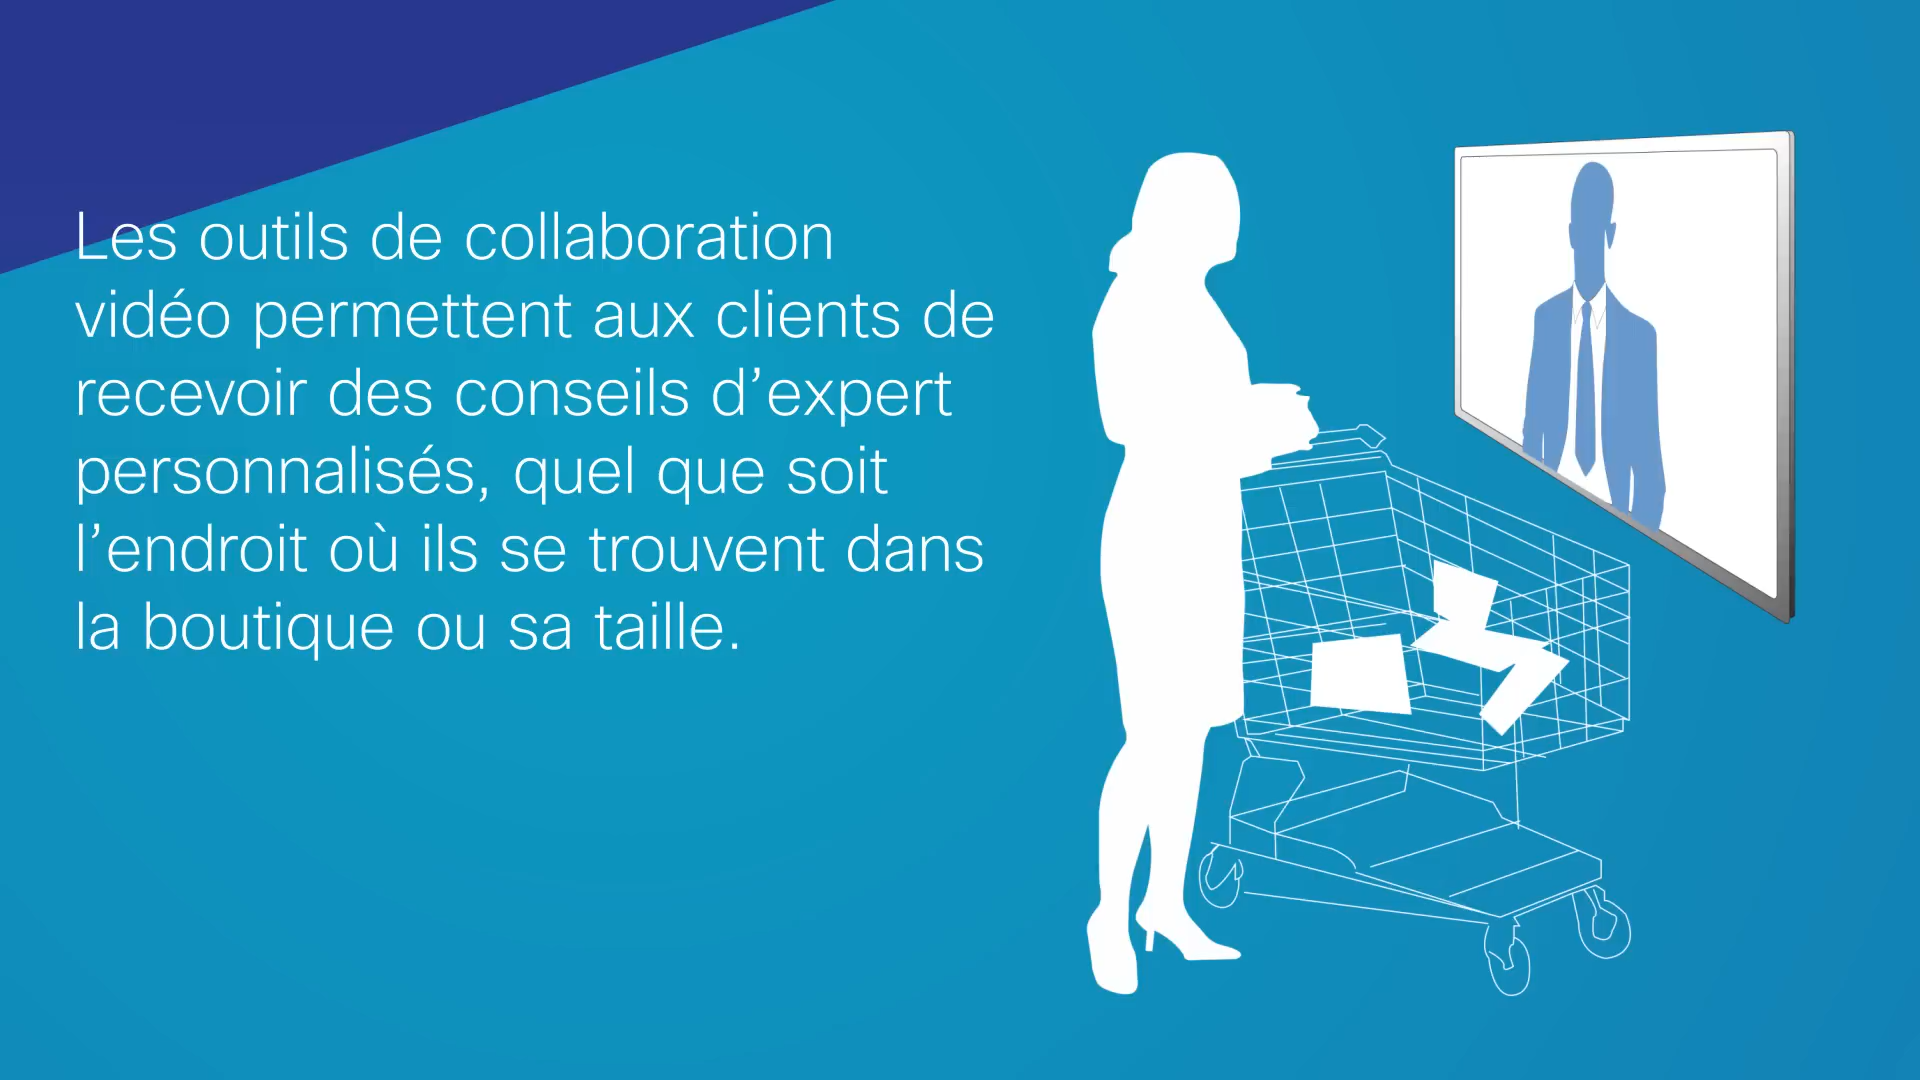 Les outils de collaboration
vidéo permettent aux clients de
recevoir des conseils d’expert
personnalisés, quel que soit
l’endroit où ils se trouvent dans
la boutique ou sa taille.